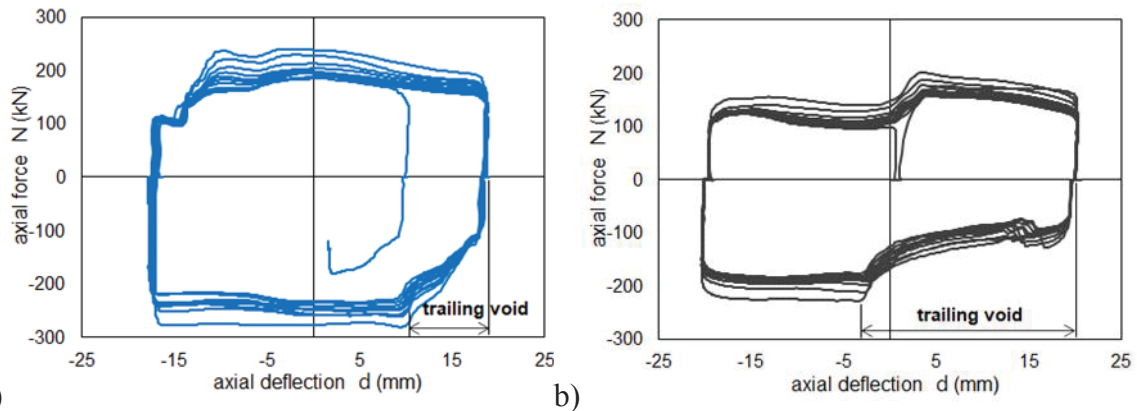 300
200
100
0
-100
-200
-300
axial force N (kN)
trailing void
-25 -15 -5 5 15 25
axial deflection d (mm)
)
300
200
100
0
-100
-200
-300
axial force N (kN)
trailing void
-25 -15 -5 5 15 25
axial deflection d (mm)
b)